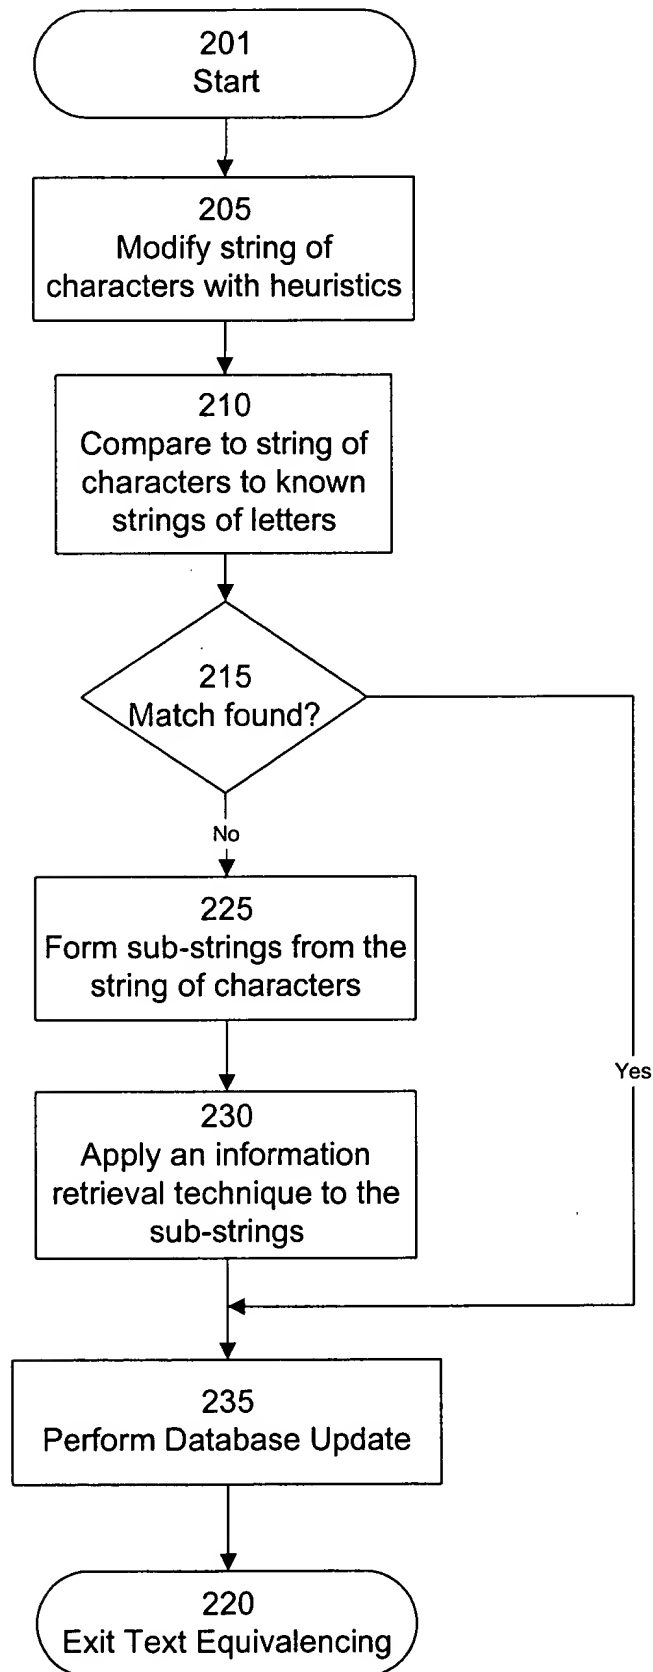 201
Start
205
Modify string of
characters with heuristics
210
Compare to string of
characters to known
strings of letters
215
Match found?
No
225
Form sub-strings from the
string of characters
Yes
230
Apply an information
retrieval technique to the
sub-strings
235
Perform Database Update
220
Exit Text Equivalencing